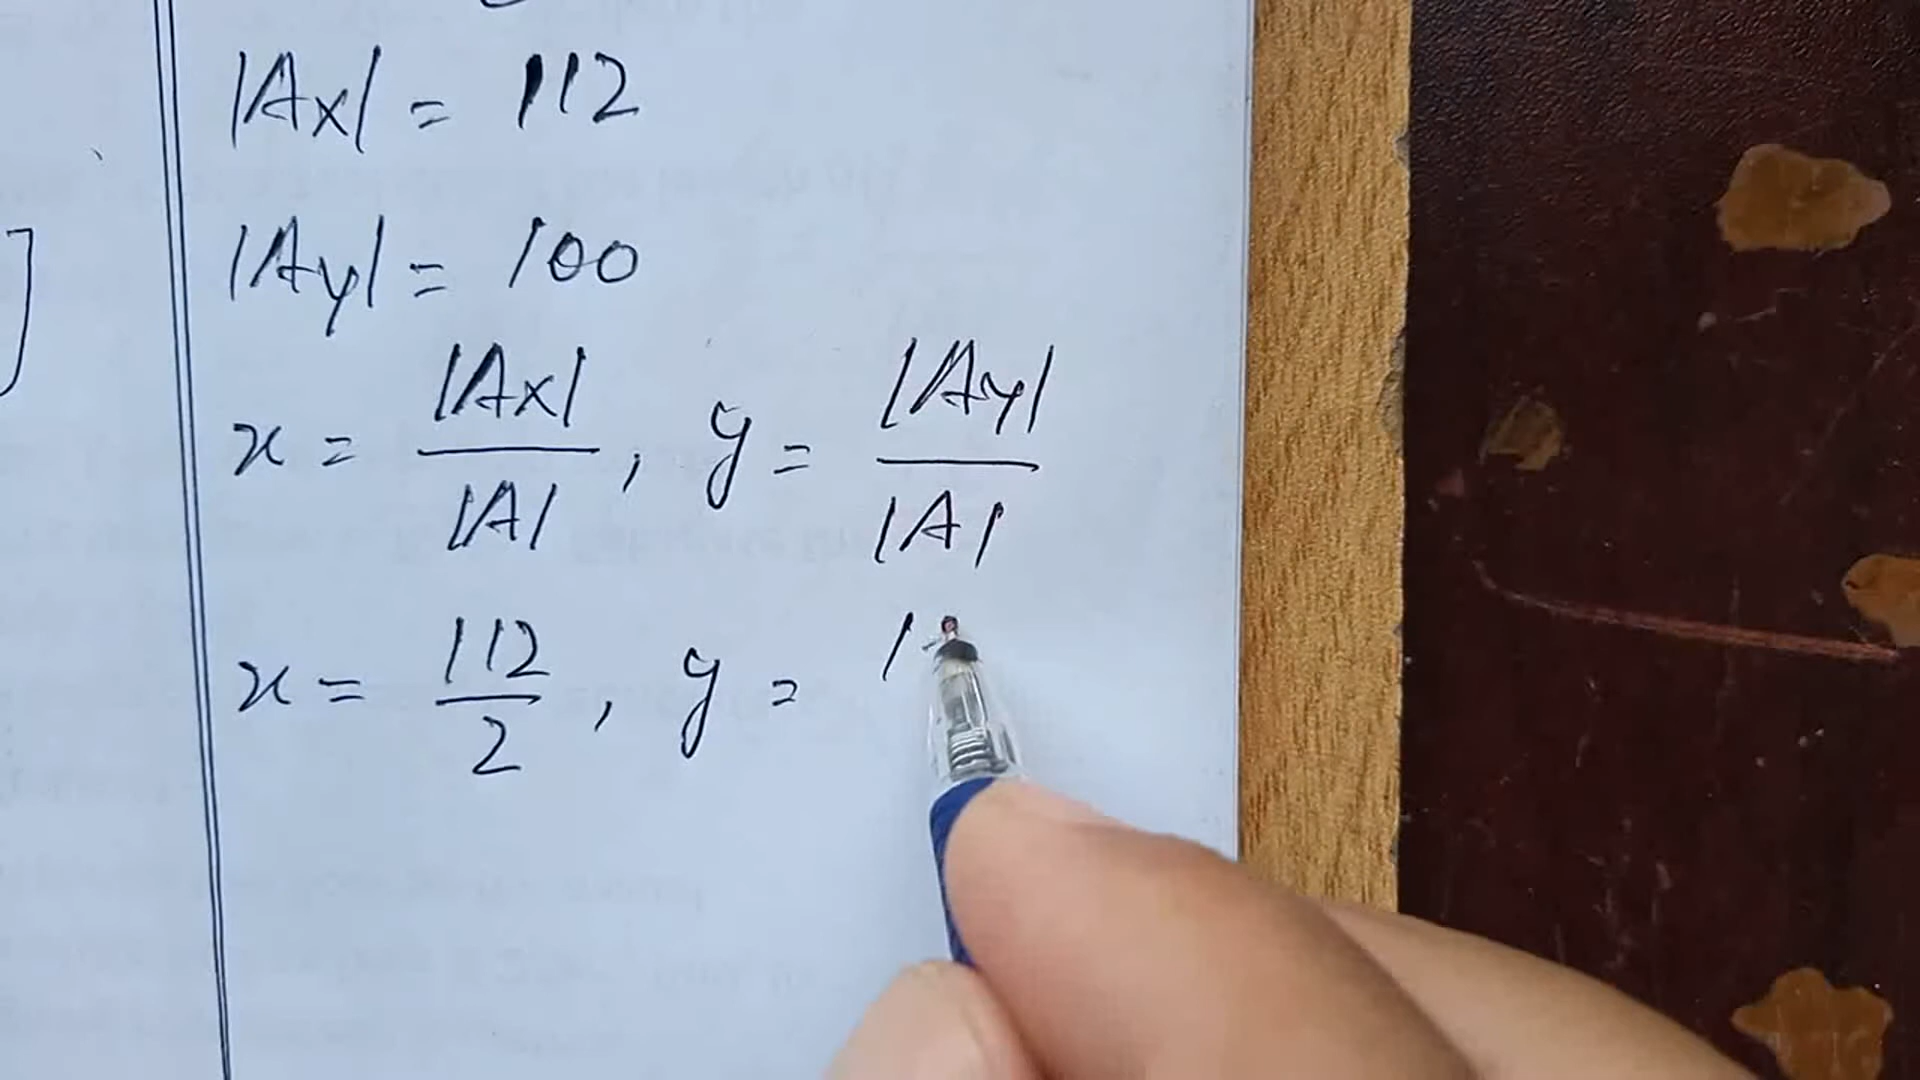 |Ax| = 112
|Ay| = 100
x = |Ax| / |A| , y = |Ay| / |A|
x = 112 / 2 , y = 1
]